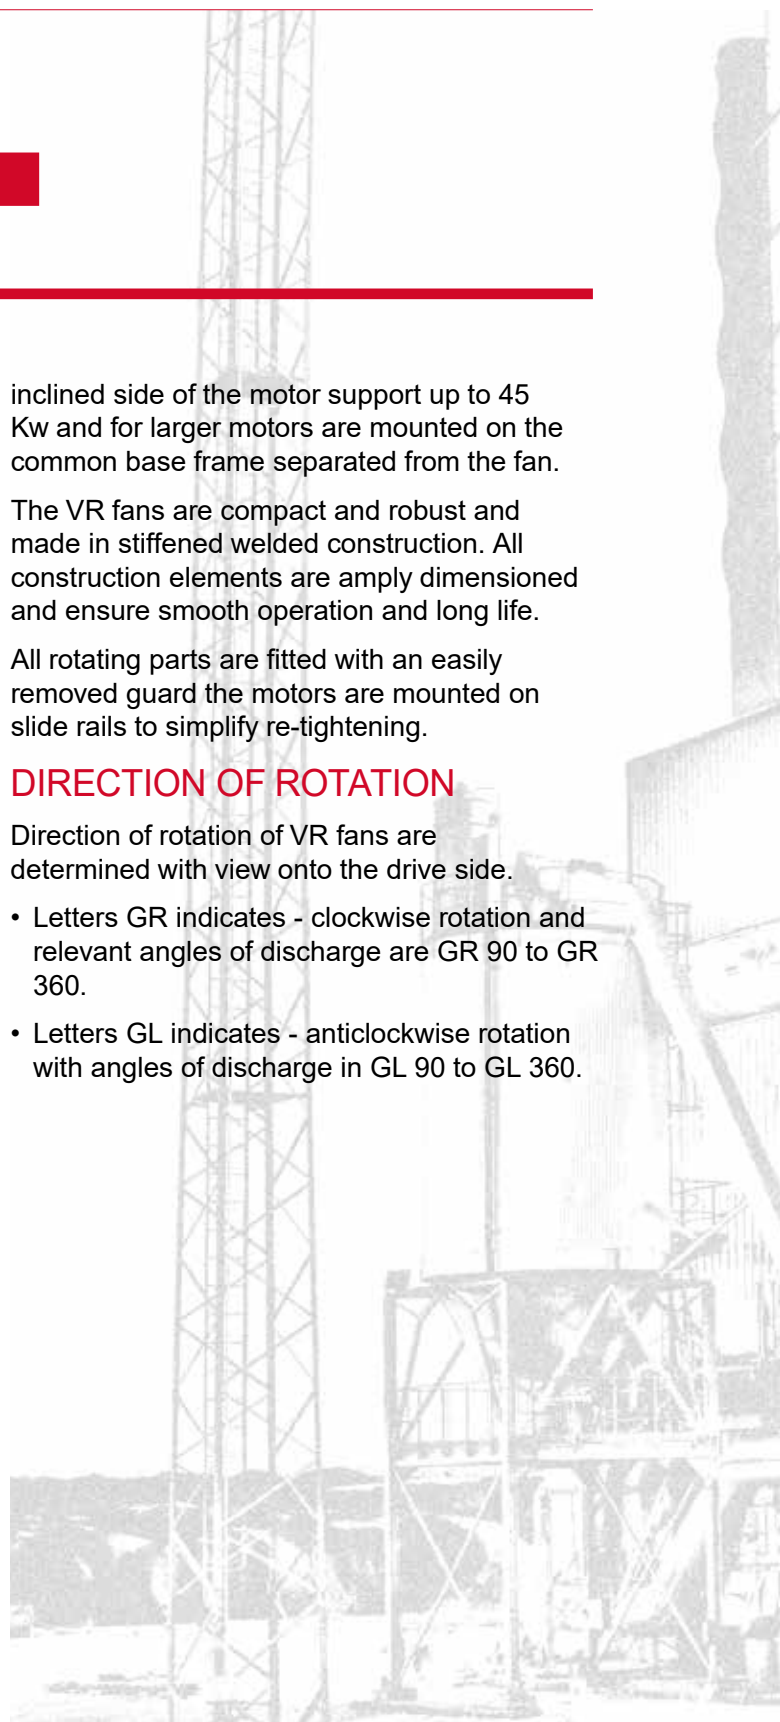 inclined side of the motor support up to 45
Kw and for larger motors are mounted on the
common base frame separated from the fan.
The VR fans are compact and robust and
made in stiffened welded construction. All
construction elements are amply dimensioned
and ensure smooth operation and long life.
All rotating parts are fitted with an easily
removed guard the motors are mounted on
slide rails to simplify re-tightening.
DIRECTION OF ROTATION
Direction of rotation of VR fans are
determined with view onto the drive side.
• Letters GR indicates - clockwise rotation and
relevant angles of discharge are GR 90 to GR
360.
• Letters GL indicates - anticlockwise rotation
with angles of discharge in GL 90 to GL 360.